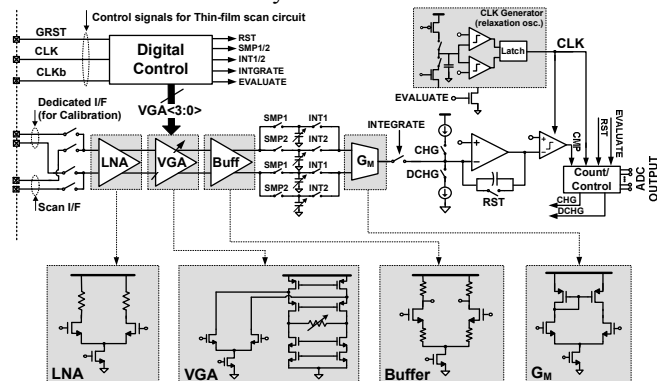 Control signals for Thin-film scan circuit
GRST
CLK
CLKb
Digital
Control
RST
SMP1/2
INT1/2
INTGRATE
EVALUATE
VGA<3:0>
CLK Generator
(relaxation osc.)
Latch
CLK
EVALUATE
Dedicated I/F
(for Calibration)
Scan I/F
LNA
VGA
Buff
SMP1
INT1
SMP2
INT2
SMP1
INT1
SMP2
INT2
GM
INTEGRATE
CHG
DCHG
RST
CMP
RST
EVALUATE
Count/
Control
CHG
DCHG
ADC
OUTPUT
LNA
VGA
Buffer
GM